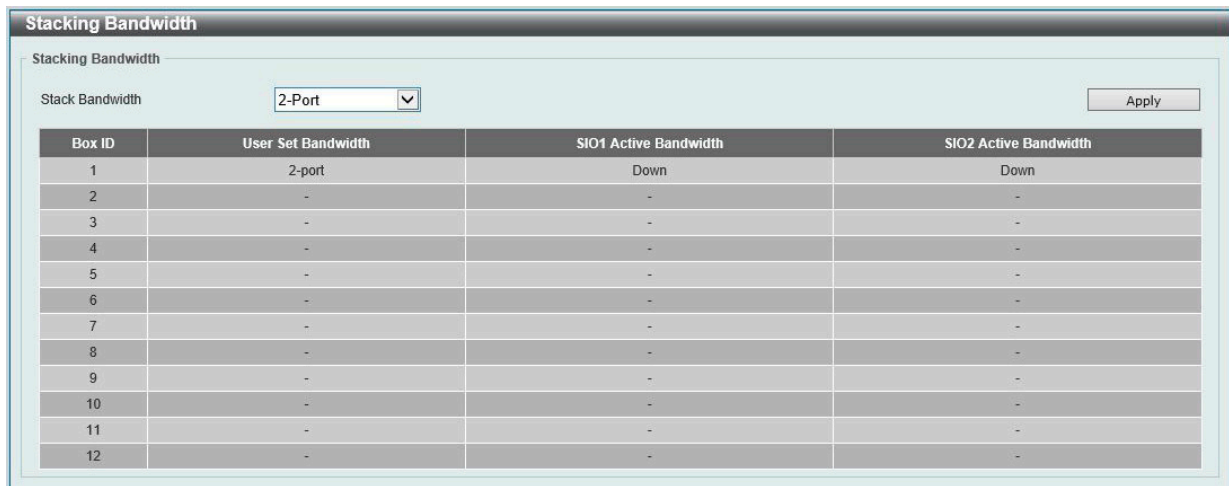 Stacking Bandwidth
Stacking Bandwidth
Stack Bandwidth 2-Port Apply
Box ID User Set Bandwidth SIO1 Active Bandwidth SIO2 Active Bandwidth
1 2-port Down Down
2 - - -
3 - - -
4 - - -
5 - - -
6 - - -
7 - - -
8 - - -
9 - - -
10 - - -
11 - - -
12 - - -